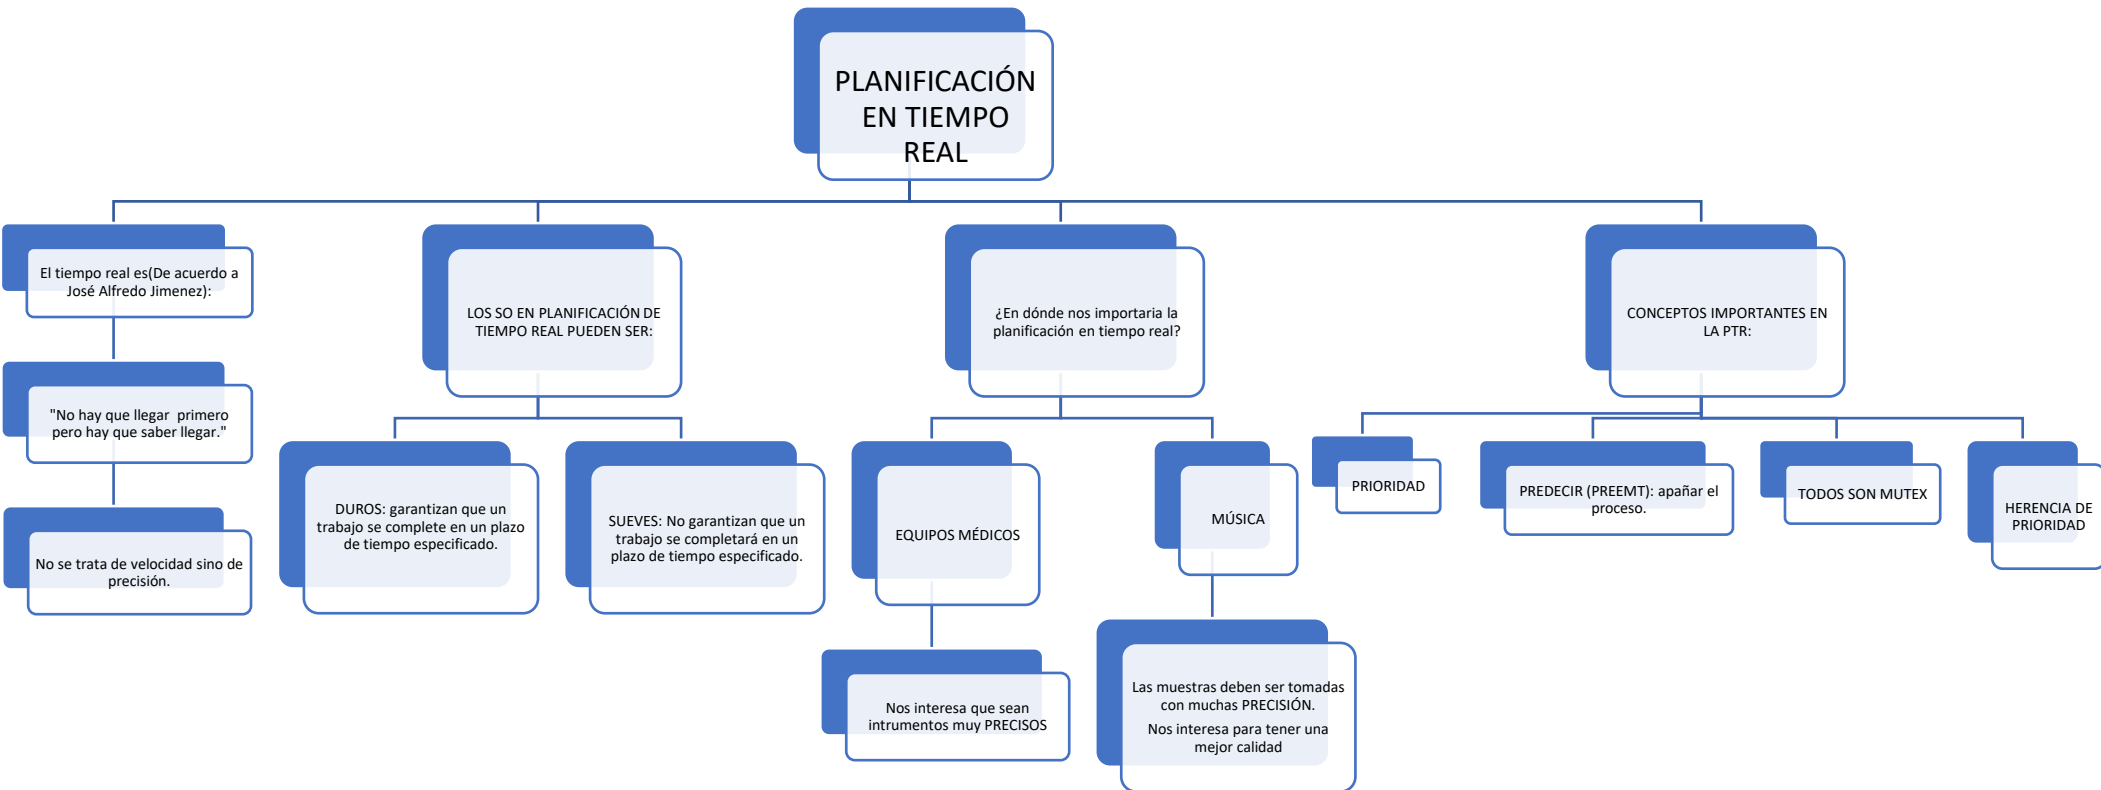 PLANIFICACIÓN
EN TIEMPO
REAL
El tiempo real es(De acuerdo a
José Alfredo Jimenez):
"No hay que llegar  primero
pero hay que saber llegar."
No se trata de velocidad sino de
precisión.
LOS SO EN PLANIFICACIÓN DE
TIEMPO REAL PUEDEN SER:
DUROS: garantizan que un
trabajo se complete en un plazo
de tiempo especificado.
SUEVES: No garantizan que un
trabajo se completará en un
plazo de tiempo especificado.
¿En dónde nos importaria la
planificación en tiempo real?
EQUIPOS MÉDICOS
Nos interesa que sean
intrumentos muy PRECISOS
MÚSICA
Las muestras deben ser tomadas
con muchas PRECISIÓN.
Nos interesa para tener una
mejor calidad
CONCEPTOS IMPORTANTES EN
LA PTR:
PRIORIDAD
PREDECIR (PREEMT): apañar el
proceso.
TODOS SON MUTEX
HERENCIA DE
PRIORIDAD